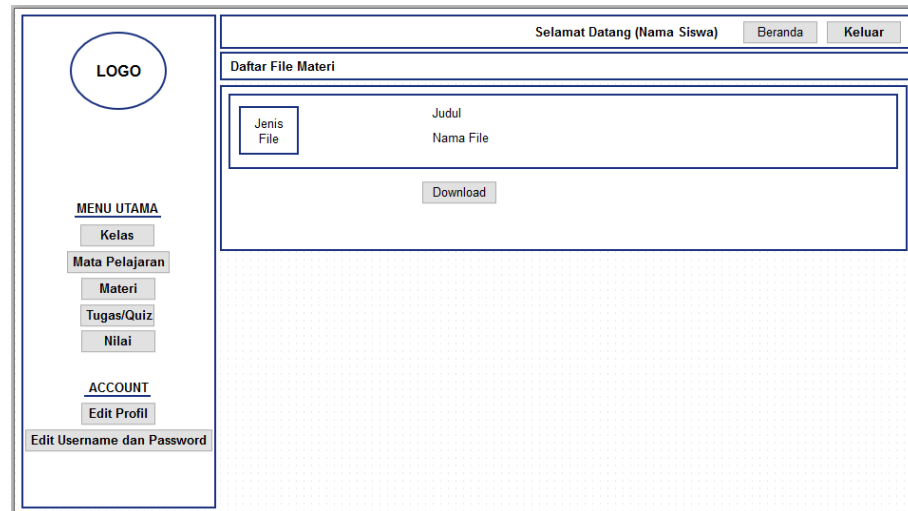 LOGO
MENU UTAMA
Kelas
Mata Pelajaran
Materi
Tugas/Quiz
Nilai
ACCOUNT
Edit Profil
Edit Username dan Password
Selamat Datang (Nama Siswa)
Beranda
Keluar
Daftar File Materi
Jenis
File
Judul
Nama File
Download